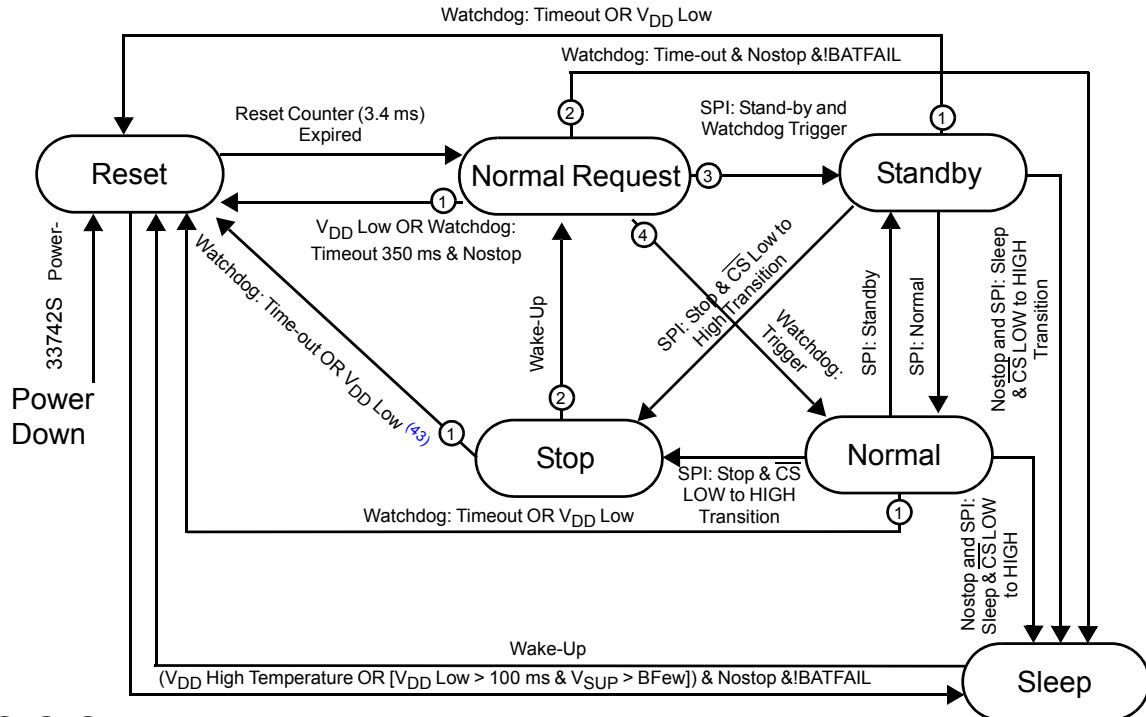 Watchdog: Timeout OR VDD Low
Watchdog: Time-out & Nostop &!BATFAIL
Reset Counter (3.4 ms)
Expired
SPI: Stand-by and
Watchdog Trigger
2
1
Reset
Normal Request
3
Standby
1
4
VDD Low OR Watchdog:
Timeout 350 ms & Nostop
33742S Power-
Power
Down
Watchdog: Time-out OR VDD Low (43)
Wake-Up
SPI: Stop & CS Low to
High Transition
Watchdog:
Trigger
SPI: Standby
SPI: Normal
Nostop and SPI: Sleep
& CS LOW to HIGH
Transition
2
1
Stop
Normal
SPI: Stop & CS
LOW to HIGH
Transition
1
Watchdog: Timeout OR VDD Low
Nostop and SPI:
Sleep & CS LOW
to HIGH
Wake-Up
(VDD High Temperature OR [VDD Low > 100 ms & VSUP > BFew]) & Nostop &!BATFAIL
Sleep